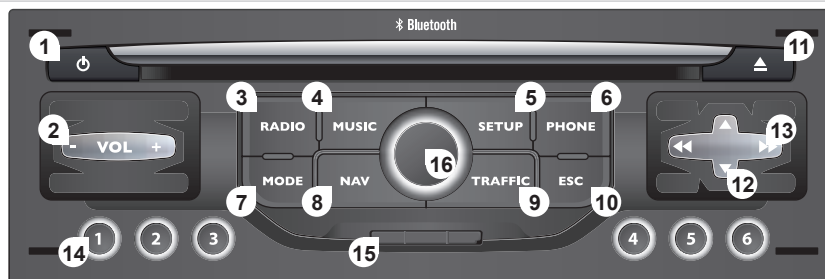 Bluetooth
1
11
3
4
5
6
RADIO
MUSIC
SETUP
PHONE
2
- VOL +
13
16
12
MODE
NAV
TRAFFIC
ESC
7
8
9
10
14
1
2
3
15
4
5
6